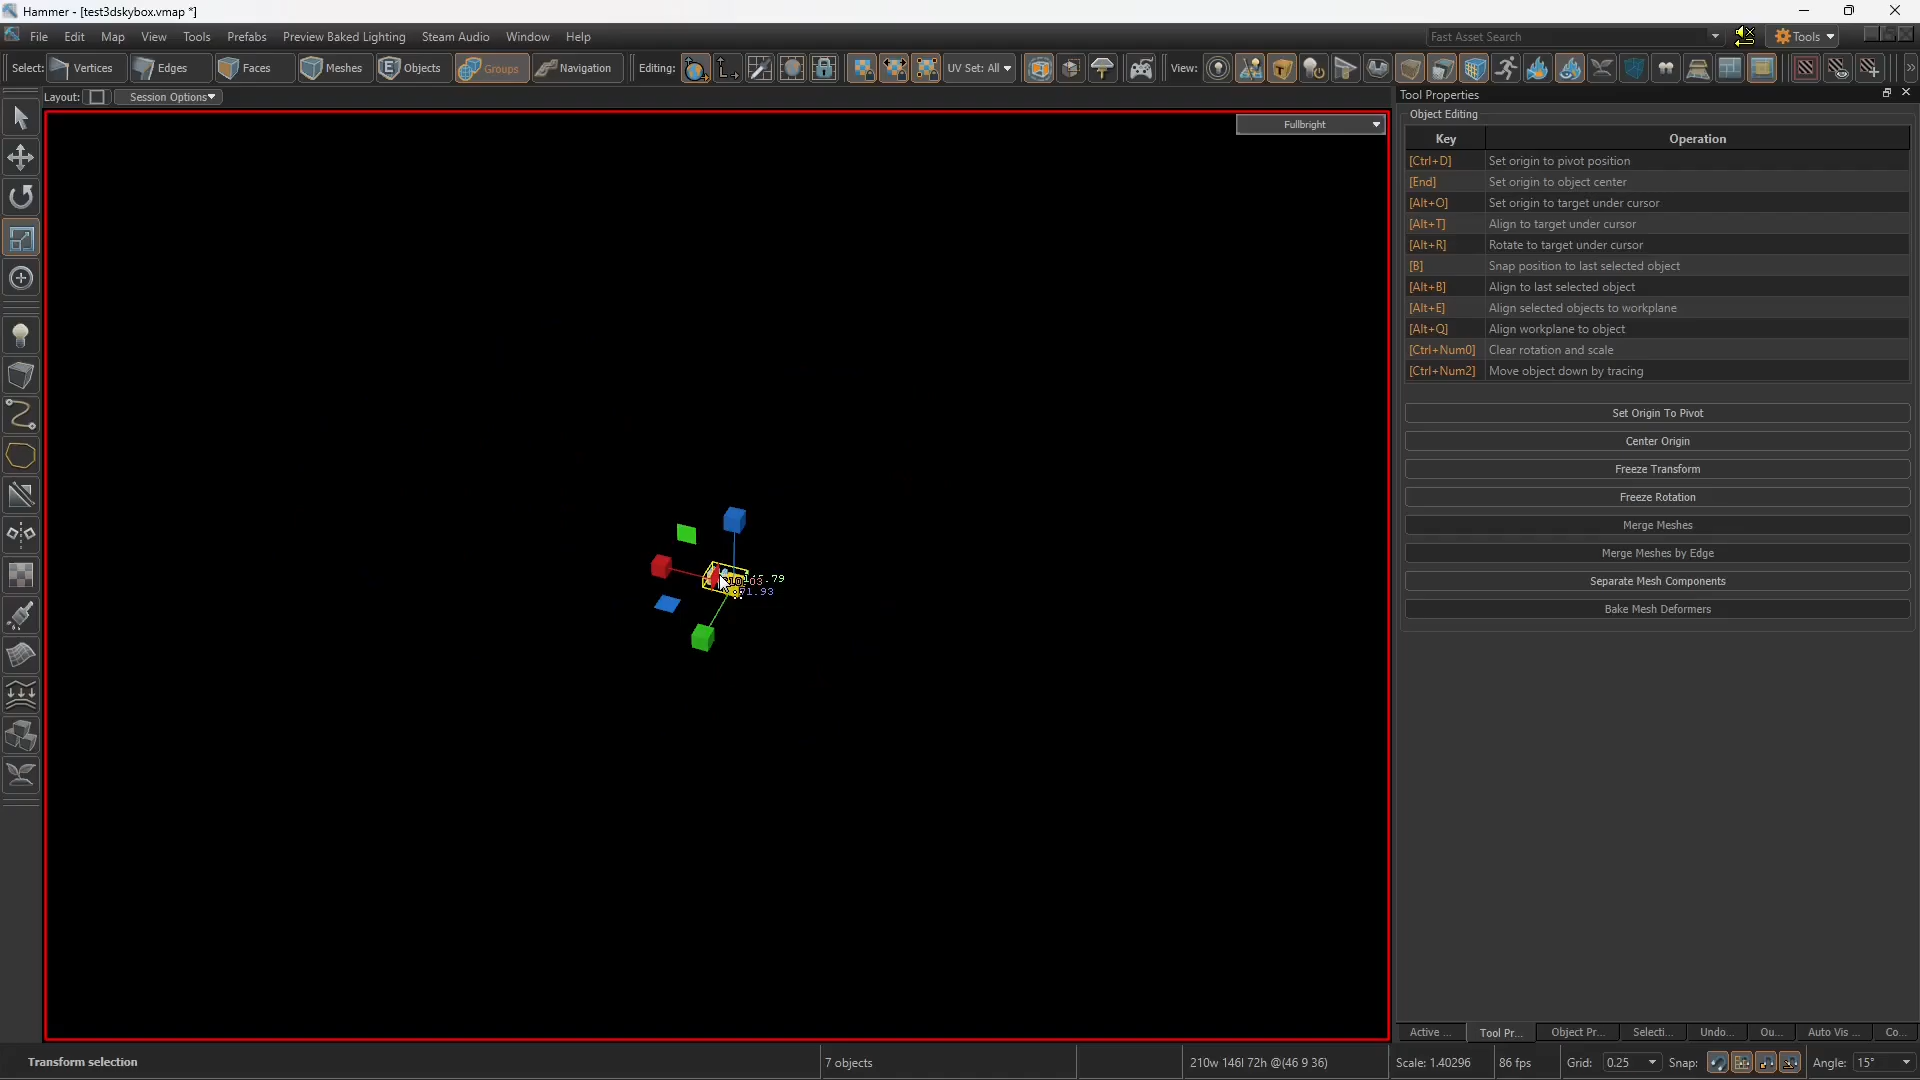 Hammer - [test3dskybox.vmap *]
File Edit Map View Tools Prefabs Preview Baked Lighting Steam Audio Window Help
Fast Asset Search
Tools
Select: Vertices Edges Faces Meshes Objects Groups Navigation Editing: UV Set: All View:
Layout: Session Options
Fullbright
Tool Properties
Object Editing
Key Operation
[Ctrl+D] Set origin to pivot position
[End] Set origin to object center
[Alt+O] Set origin to target under cursor
[Alt+T] Align to target under cursor
[Alt+R] Rotate to target under cursor
[B] Snap position to last selected object
[Alt+B] Align to last selected object
[Alt+E] Align selected objects to workplane
[Alt+Q] Align workplane to object
[Ctrl+Num0] Clear rotation and scale
[Ctrl+Num2] Move object down by tracing
Set Origin To Pivot
Center Origin
Freeze Transform
Freeze Rotation
Merge Meshes
Merge Meshes by Edge
Separate Mesh Components
Bake Mesh Deformers
Active ... Tool Pr... Object Pr... Selecti... Undo... Ou... Auto Vis ... Co...
Transform selection 7 objects 210w 146l 72h @(46 9 36) Scale: 1.40296 86 fps Grid: 0.25 Snap: Angle: 15°